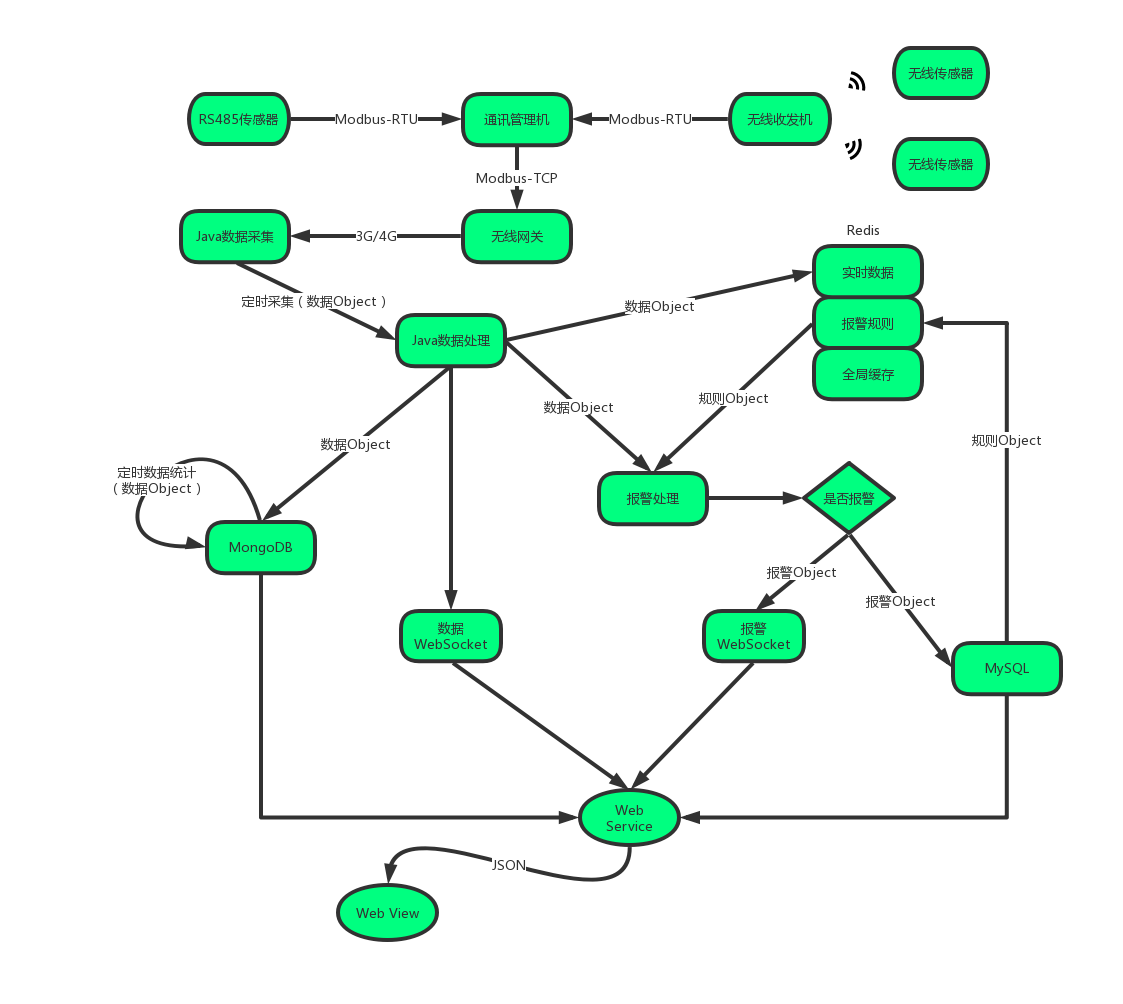 无线传感器
RS485传感器
Modbus-RTU
通讯管理机
Modbus-RTU
无线收发机
无线传感器
Modbus-TCP
Java数据采集
3G/4G
无线网关
Redis
实时数据
定时采集（数据Object）
数据Object
报警规则
Java数据处理
全局缓存
规则Object
数据Object
数据Object
规则Object
定时数据统计
（数据Object）
报警处理
是否报警
MongoDB
报警Object
报警Object
数据
WebSocket
报警
WebSocket
MySQL
Web
Service
JSON
Web View